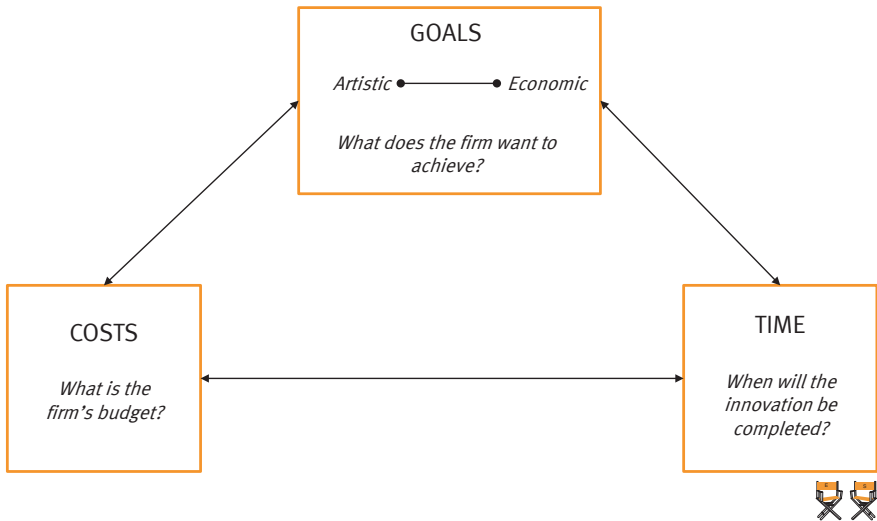 GOALS
Artistic
Economic
What does the firm want to
achieve?
COSTS
What is the
firm's budget?
TIME
When will the
innovation be
completed?
E
S